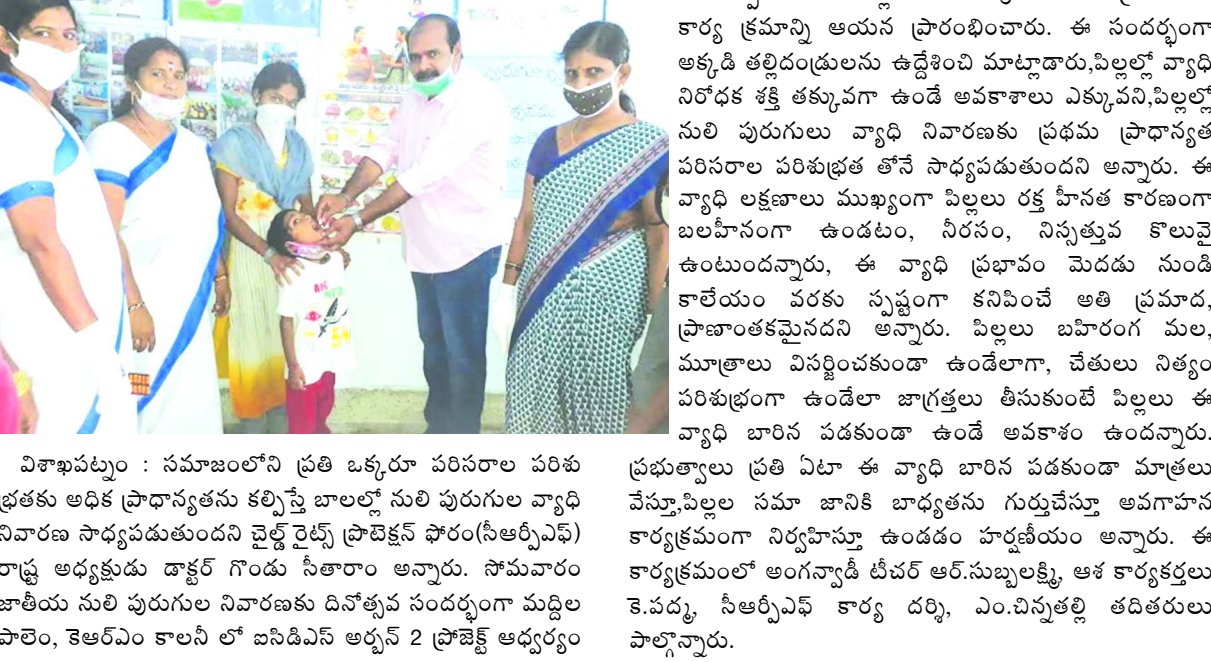 విశాఖపట్నం : సమాజంలోని ప్రతి ఒక్కరూ పరిసరాల పరిశు
భ్రతకు అధిక ప్రాధాన్యతను కల్పిస్తే బాలల్లో నులి పురుగుల వ్యాధి
నివారణ సాధ్యపడుతుందని చైల్డ్ రైట్స్ ప్రొటెక్షన్ ఫోరం(సీఆర్పీఎఫ్)
రాష్ట్ర అధ్యక్షుడు డాక్టర్ గొండు సీతారాం అన్నారు. సోమవారం
జాతీయ నులి పురుగుల నివారణకు దినోత్సవ సందర్భంగా మద్దిల
పాలెం, కెఆర్ఎం కాలనీ లో ఐసిడిఎస్ అర్బన్ 2 ప్రోజెక్ట్ ఆధ్వర్యం
కార్య క్రమాన్ని ఆయన ప్రారంభించారు. ఈ సందర్భంగా
అక్కడి తల్లిదండ్రులను ఉద్దేశించి మాట్లాడారు,పిల్లల్లో వ్యాధి
నిరోధక శక్తి తక్కువగా ఉండే అవకాశాలు ఎక్కువని,పిల్లల్లో
నులి పురుగులు వ్యాధి నివారణకు ప్రథమ ప్రాధాన్యత
పరిసరాల పరిశుభ్రత తోనే సాధ్యపడుతుందని అన్నారు. ఈ
వ్యాధి లక్షణాలు ముఖ్యంగా పిల్లలు రక్త హీనత కారణంగా
బలహీనంగా ఉండటం, నీరసం, నిస్సత్తువ కొలువై
ఉంటుందన్నారు, ఈ వ్యాధి ప్రభావం మెదడు నుండి
కాలేయం వరకు స్పష్టంగా కనిపించే అతి ప్రమాద,
ప్రాణాంతకమైనదని అన్నారు. పిల్లలు బహిరంగ మల,
మూత్రాలు విసర్జించకుండా ఉండేలాగా, చేతులు నిత్యం
పరిశుభ్రంగా ఉండేలా జాగ్రత్తలు తీసుకుంటే పిల్లలు ఈ
వ్యాధి బారిన పడకుండా ఉండే అవకాశం ఉందన్నారు.
ప్రభుత్వాలు ప్రతి ఏటా ఈ వ్యాధి బారిన పడకుండా మాత్రలు
వేస్తూ,పిల్లల సమా జానికి బాధ్యతను గుర్తుచేస్తూ అవగాహన
కార్యక్రమంగా నిర్వహిస్తూ ఉండడం హర్షణీయం అన్నారు. ఈ
కార్యక్రమంలో అంగన్వాడీ టీచర్ ఆర్.సుబ్బలక్ష్మి, ఆశ కార్యకర్తలు
కె.పద్మ, సీఆర్పీఎఫ్ కార్య దర్శి, ఎం.చిన్నతల్లి తదితరులు
పాల్గొన్నారు.